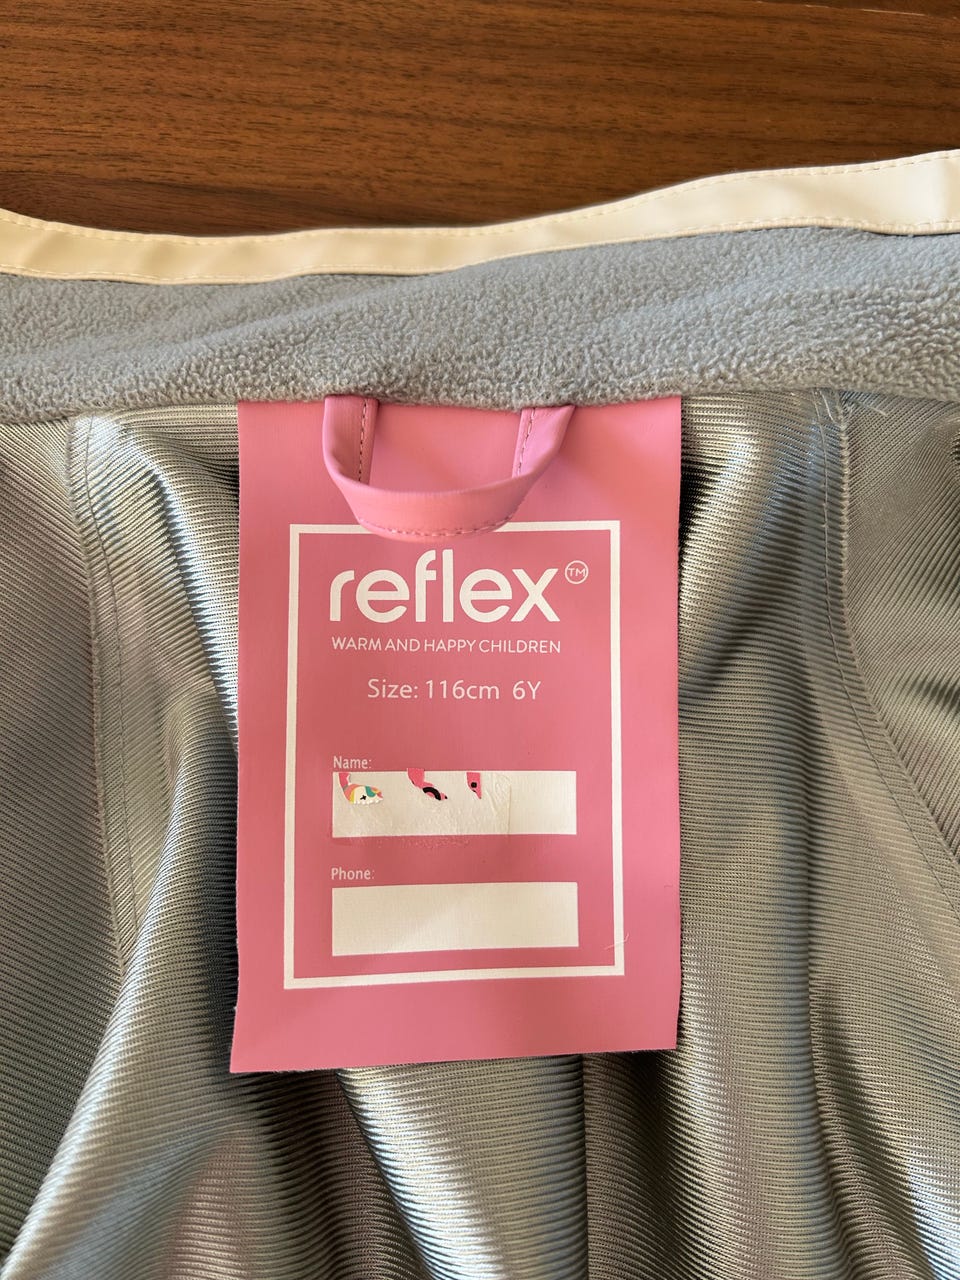 reflex™
WARM AND HAPPY CHILDREN
Size: 116cm 6Y
Name:
Phone: